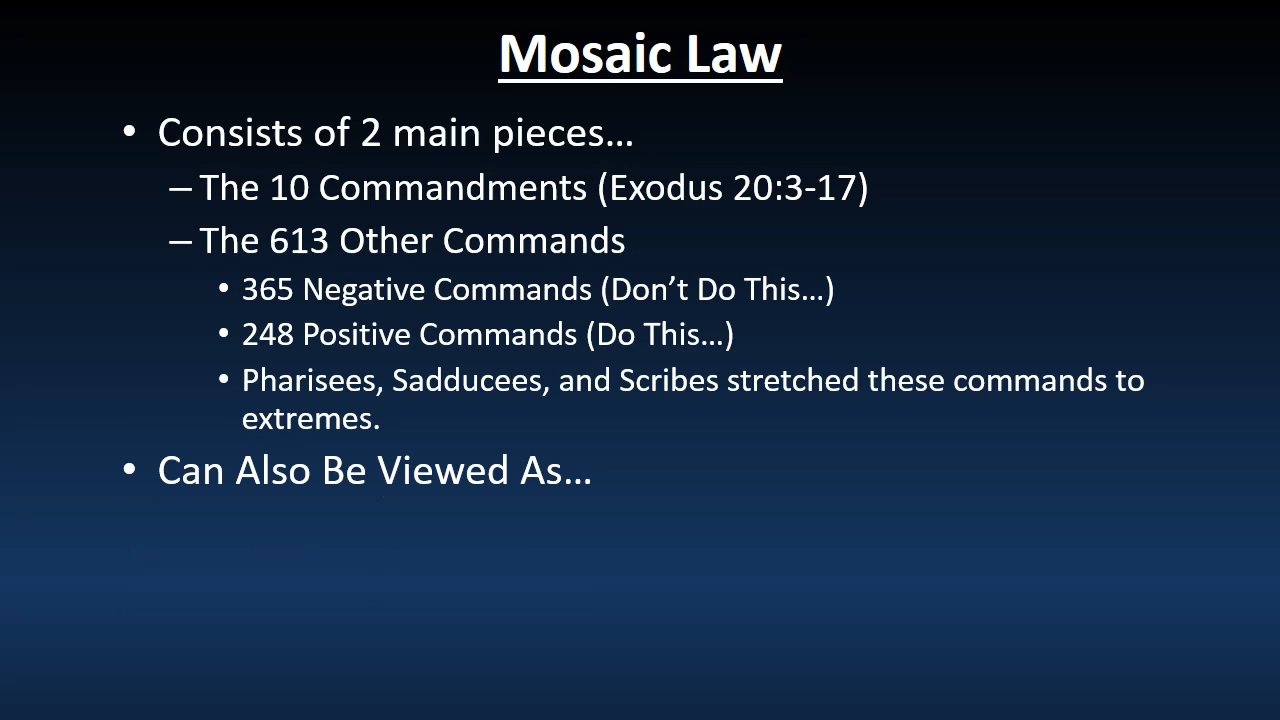 Mosaic Law
• Consists of 2 main pieces…
– The 10 Commandments (Exodus 20:3-17)
– The 613 Other Commands
• 365 Negative Commands (Don’t Do This…)
• 248 Positive Commands (Do This…)
• Pharisees, Sadducees, and Scribes stretched these commands to
extremes.
• Can Also Be Viewed As…